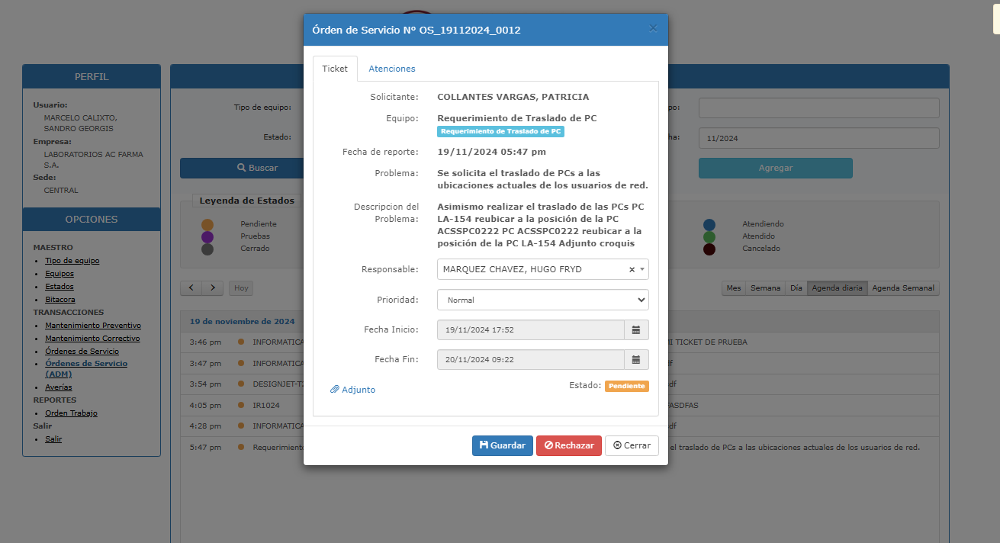 Órden de Servicio Nº OS_19112024_0012
×
Ticket
Atenciones
Solicitante: COLLANTES VARGAS, PATRICIA
Equipo: Requerimiento de Traslado de PC
Requerimiento de Traslado de PC
Fecha de reporte: 19/11/2024 05:47 pm
Problema: Se solicita el traslado de PCs a las
ubicaciones actuales de los usuarios de red.
Descripcion del Asimismo realizar el traslado de las PCs PC
Problema: LA-154 reubicar a la posición de la PC
ACSSPC0222 PC ACSSPC0222 reubicar a la
posición de la PC LA-154 Adjunto croquis
Responsable: MARQUEZ CHAVEZ, HUGO FRYD ×
Prioridad: Normal
Fecha Inicio: 19/11/2024 17:52
Fecha Fin: 20/11/2024 09:22
Adjunto
Estado: Pendiente
Guardar Rechazar Cerrar
PERFIL
Usuario:
MARCELO CALIXTO,
SANDRO GEORGIS
Empresa:
LABORATORIOS AC FARMA
S.A.
Sede:
CENTRAL
OPCIONES
MAESTRO
Tipo de equipo
Equipos
Estados
Bitacora
TRANSACCIONES
Mantenimiento Preventivo
Mantenimiento Correctivo
Órdenes de Servicio
Órdenes de Servicio
(ADM)
Averías
REPORTES
Orden Trabajo
Salir
Salir
Tipo de equipo:
po:
Estado:
ha: 11/2024
Buscar
Agregar
Leyenda de Estados
Pendiente
Pruebas
Cerrado
Atendiendo
Atendido
Cancelado
< > Hoy
Mes Semana Día Agenda diaria Agenda Semanal
19 de noviembre de 2024
3:46 pm INFORMATICA I TICKET DE PRUEBA
3:47 pm INFORMATICA df
3:54 pm DESIGNJET-T2 df
4:05 pm IR1024 FASDFAS
4:28 pm INFORMATICA df
5:47 pm Requerimiento el traslado de PCs a las ubicaciones actuales de los usuarios de red.